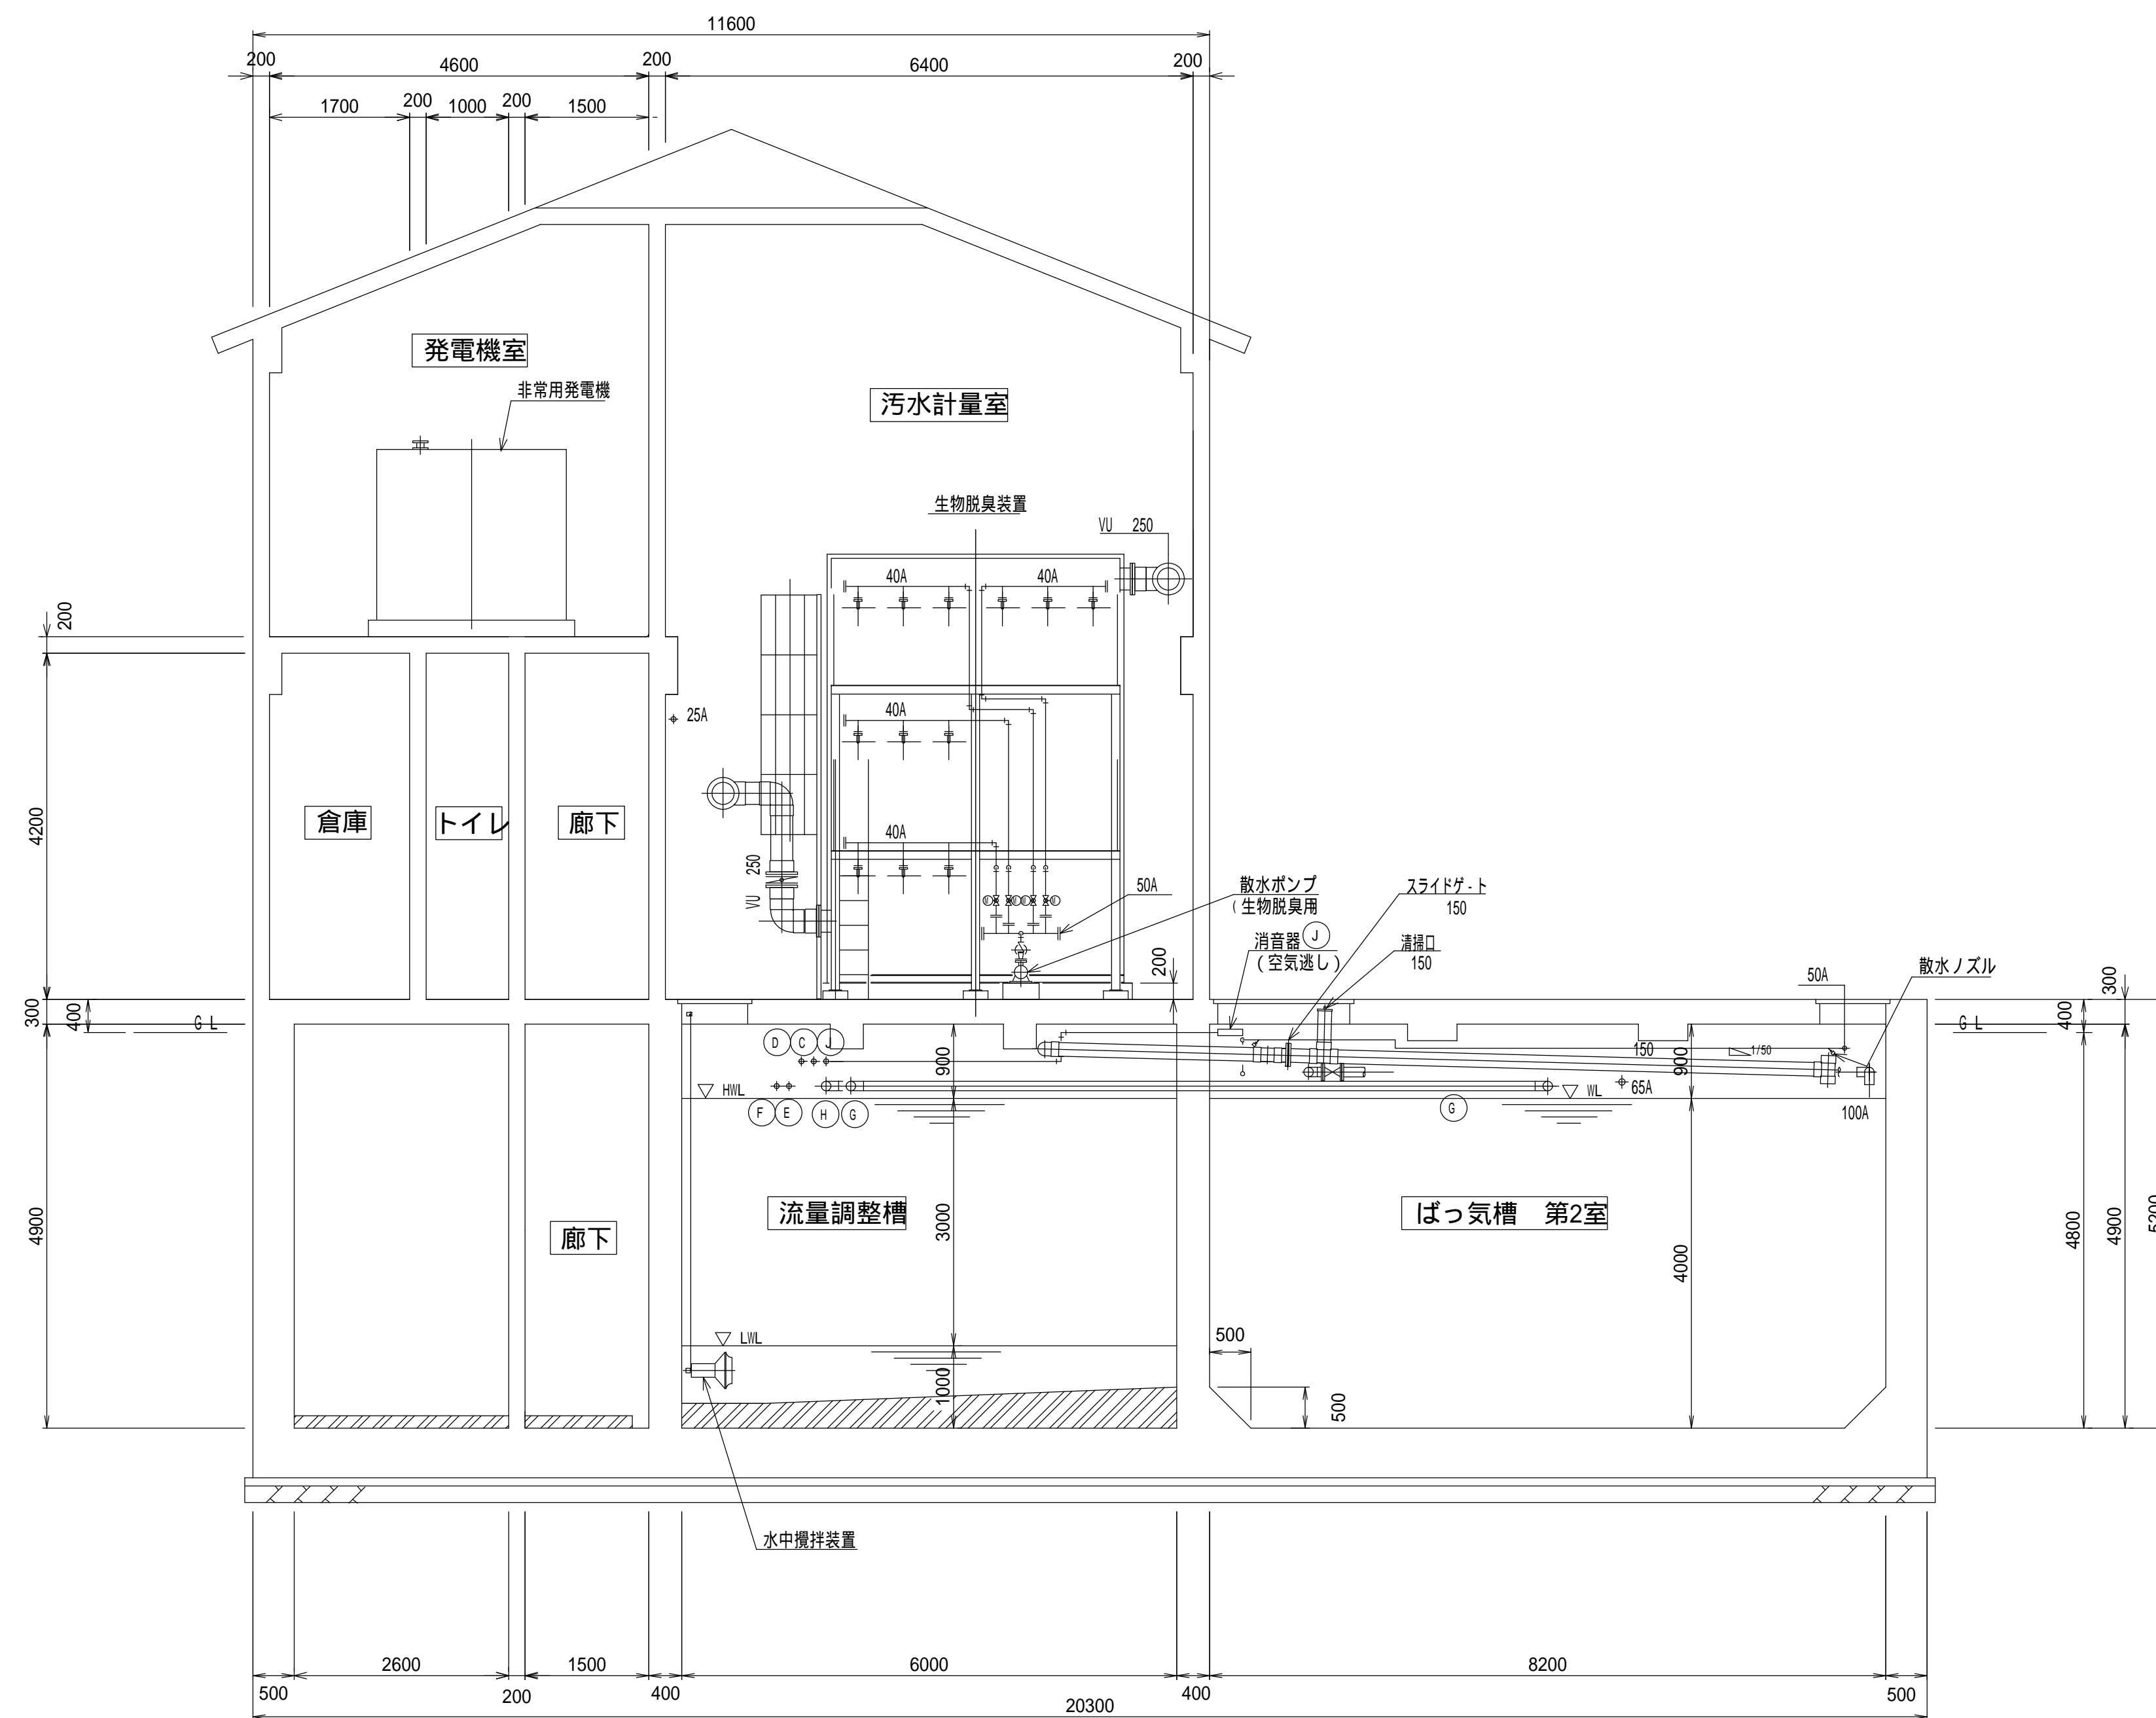 11600
200
4600
200
6400
200
1700
200
1000
200
1500
発電機室
非常用発電機
汚水計量室
生物脱臭装置
VU 250
40A
40A
200
25A
40A
4200
倉庫
トイレ
廊下
40A
VU 250
50A
散水ポンプ
(生物脱臭用
スライドゲ-ト
150
消音器 J
(空気逃し)
清掃口
150
200
散水ノズル
50A
300
400
GL
300
400
GL
D C J
900
150
900
1/50
HWL
WL
65A
F E H G
G
100A
4900
廊下
流量調整槽
3000
ばっ気槽 第2室
4000
4800
4900
5200
LWL
1000
500
500
水中攪拌装置
2600
1500
6000
8200
500
200
400
400
500
20300